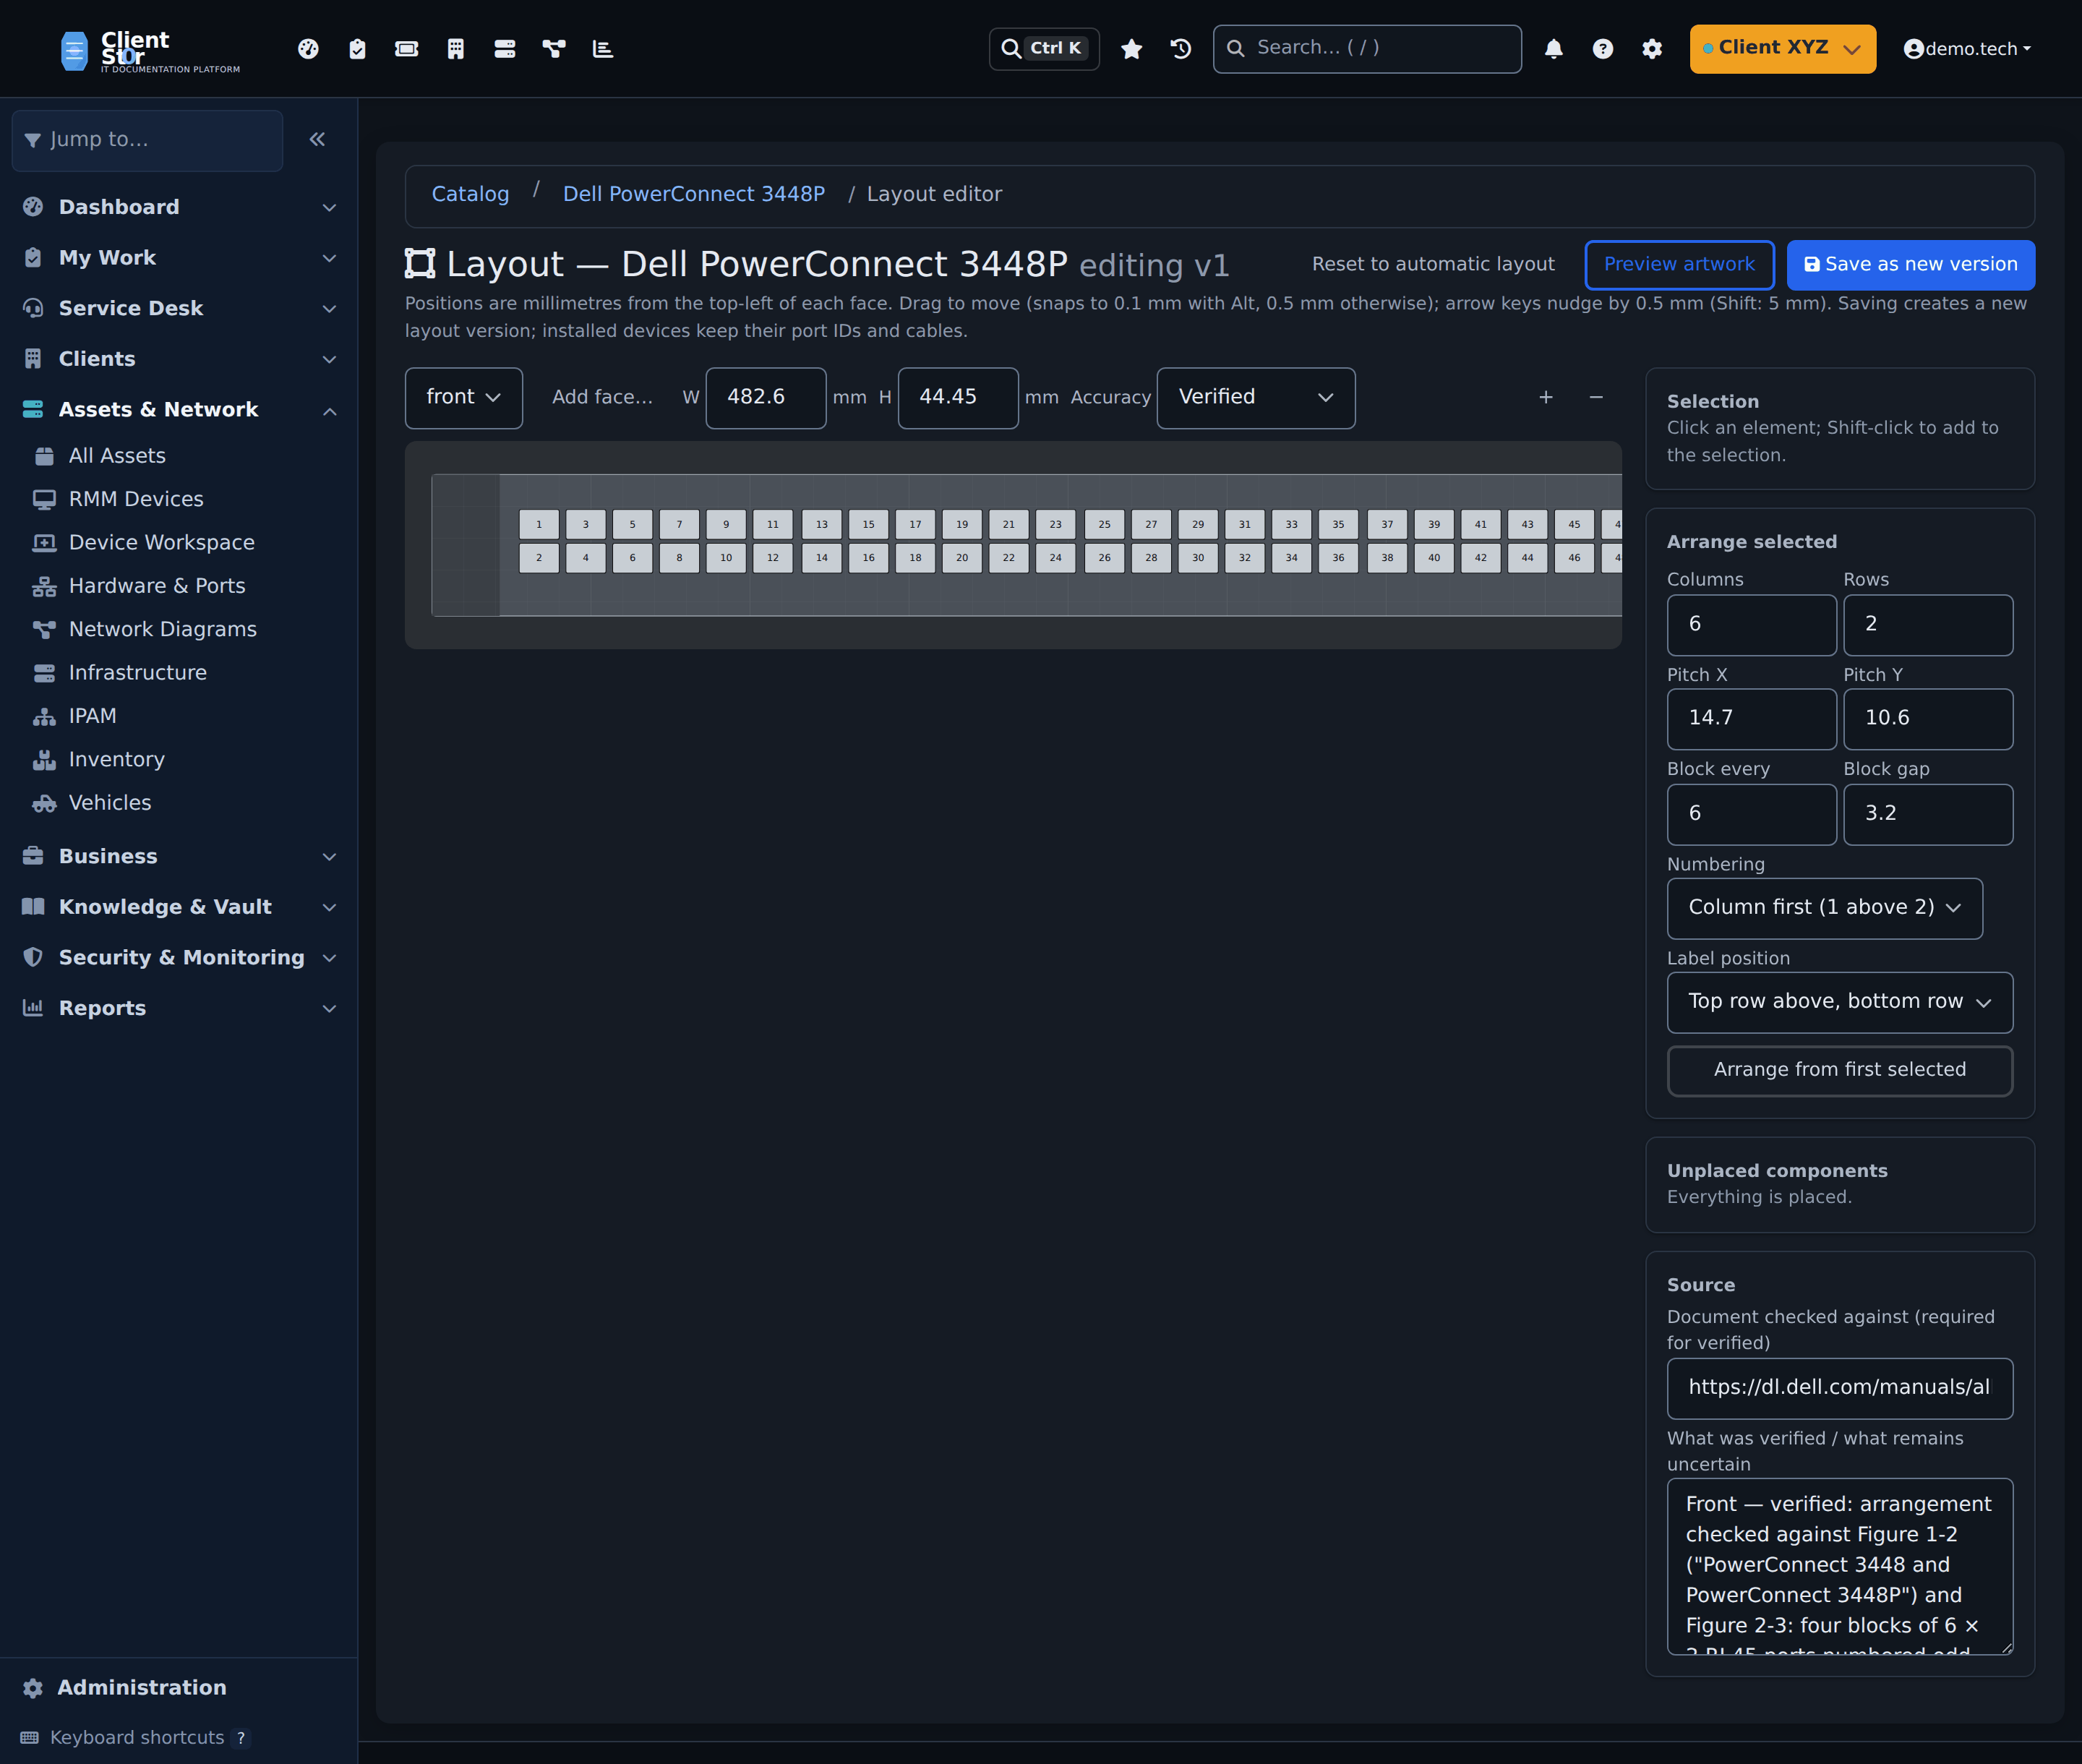 Client
St0r
IT DOCUMENTATION PLATFORM
Ctrl K
Search... ( / )
Client XYZ
demo.tech
Jump to...
Dashboard
My Work
Service Desk
Clients
Assets & Network
All Assets
RMM Devices
Device Workspace
Hardware & Ports
Network Diagrams
Infrastructure
IPAM
Inventory
Vehicles
Business
Knowledge & Vault
Security & Monitoring
Reports
Administration
Keyboard shortcuts ?
Catalog / Dell PowerConnect 3448P / Layout editor
Layout — Dell PowerConnect 3448P editing v1
Reset to automatic layout
Preview artwork
Save as new version
Positions are millimetres from the top-left of each face. Drag to move (snaps to 0.1 mm with Alt, 0.5 mm otherwise); arrow keys nudge by 0.5 mm (Shift: 5 mm). Saving creates a new
layout version; installed devices keep their port IDs and cables.
front Add face... W 482.6 mm H 44.45 mm Accuracy Verified + −
1 3 5 7 9 11 13 15 17 19 21 23 25 27 29 31 33 35 37 39 41 43 45
2 4 6 8 10 12 14 16 18 20 22 24 26 28 30 32 34 36 38 40 42 44 46
Selection
Click an element; Shift-click to add to
the selection.
Arrange selected
Columns Rows
6 2
Pitch X Pitch Y
14.7 10.6
Block every Block gap
6 3.2
Numbering
Column first (1 above 2)
Label position
Top row above, bottom row
Arrange from first selected
Unplaced components
Everything is placed.
Source
Document checked against (required
for verified)
https://dl.dell.com/manuals/al
What was verified / what remains
uncertain
Front — verified: arrangement
checked against Figure 1-2
("PowerConnect 3448 and
PowerConnect 3448P") and
Figure 2-3: four blocks of 6 ×
2 RJ-45 ports numbered odd